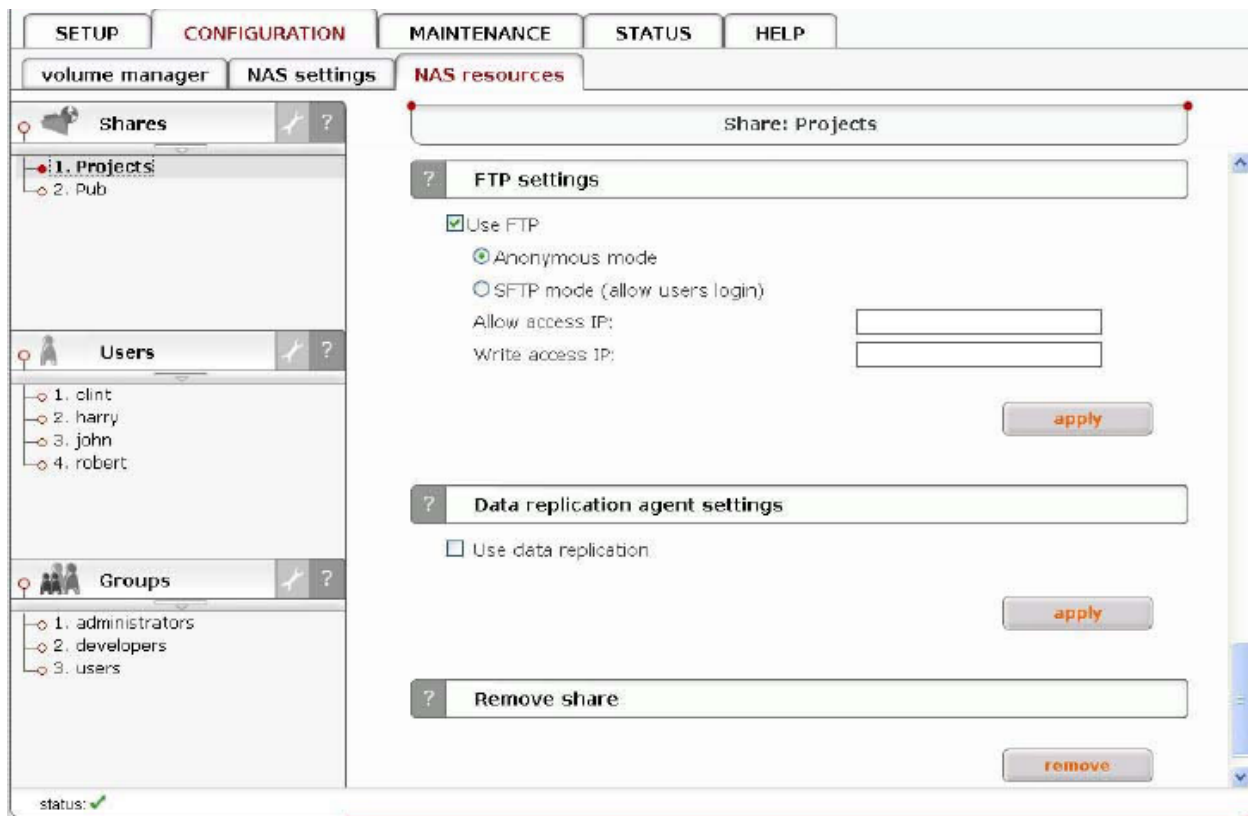 SETUP CONFIGURATION MAINTENANCE STATUS HELP
volume manager NAS settings NAS resources
Shares ?
1. Projects
2. Pub
Users ?
1. clint
2. harry
3. john
4. robert
Groups ?
1. administrators
2. developers
3. users
Share: Projects
? FTP settings
Use FTP
Anonymous mode
SFTP mode (allow users login)
Allow access IP:
Write access IP:
apply
? Data replication agent settings
Use data replication
apply
? Remove share
remove
status: